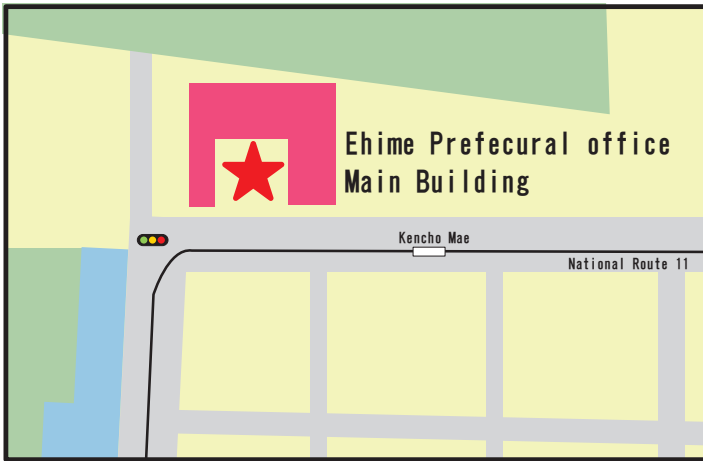 Ehime Prefecural office
Main Building
Kencho Mae
National Route 11